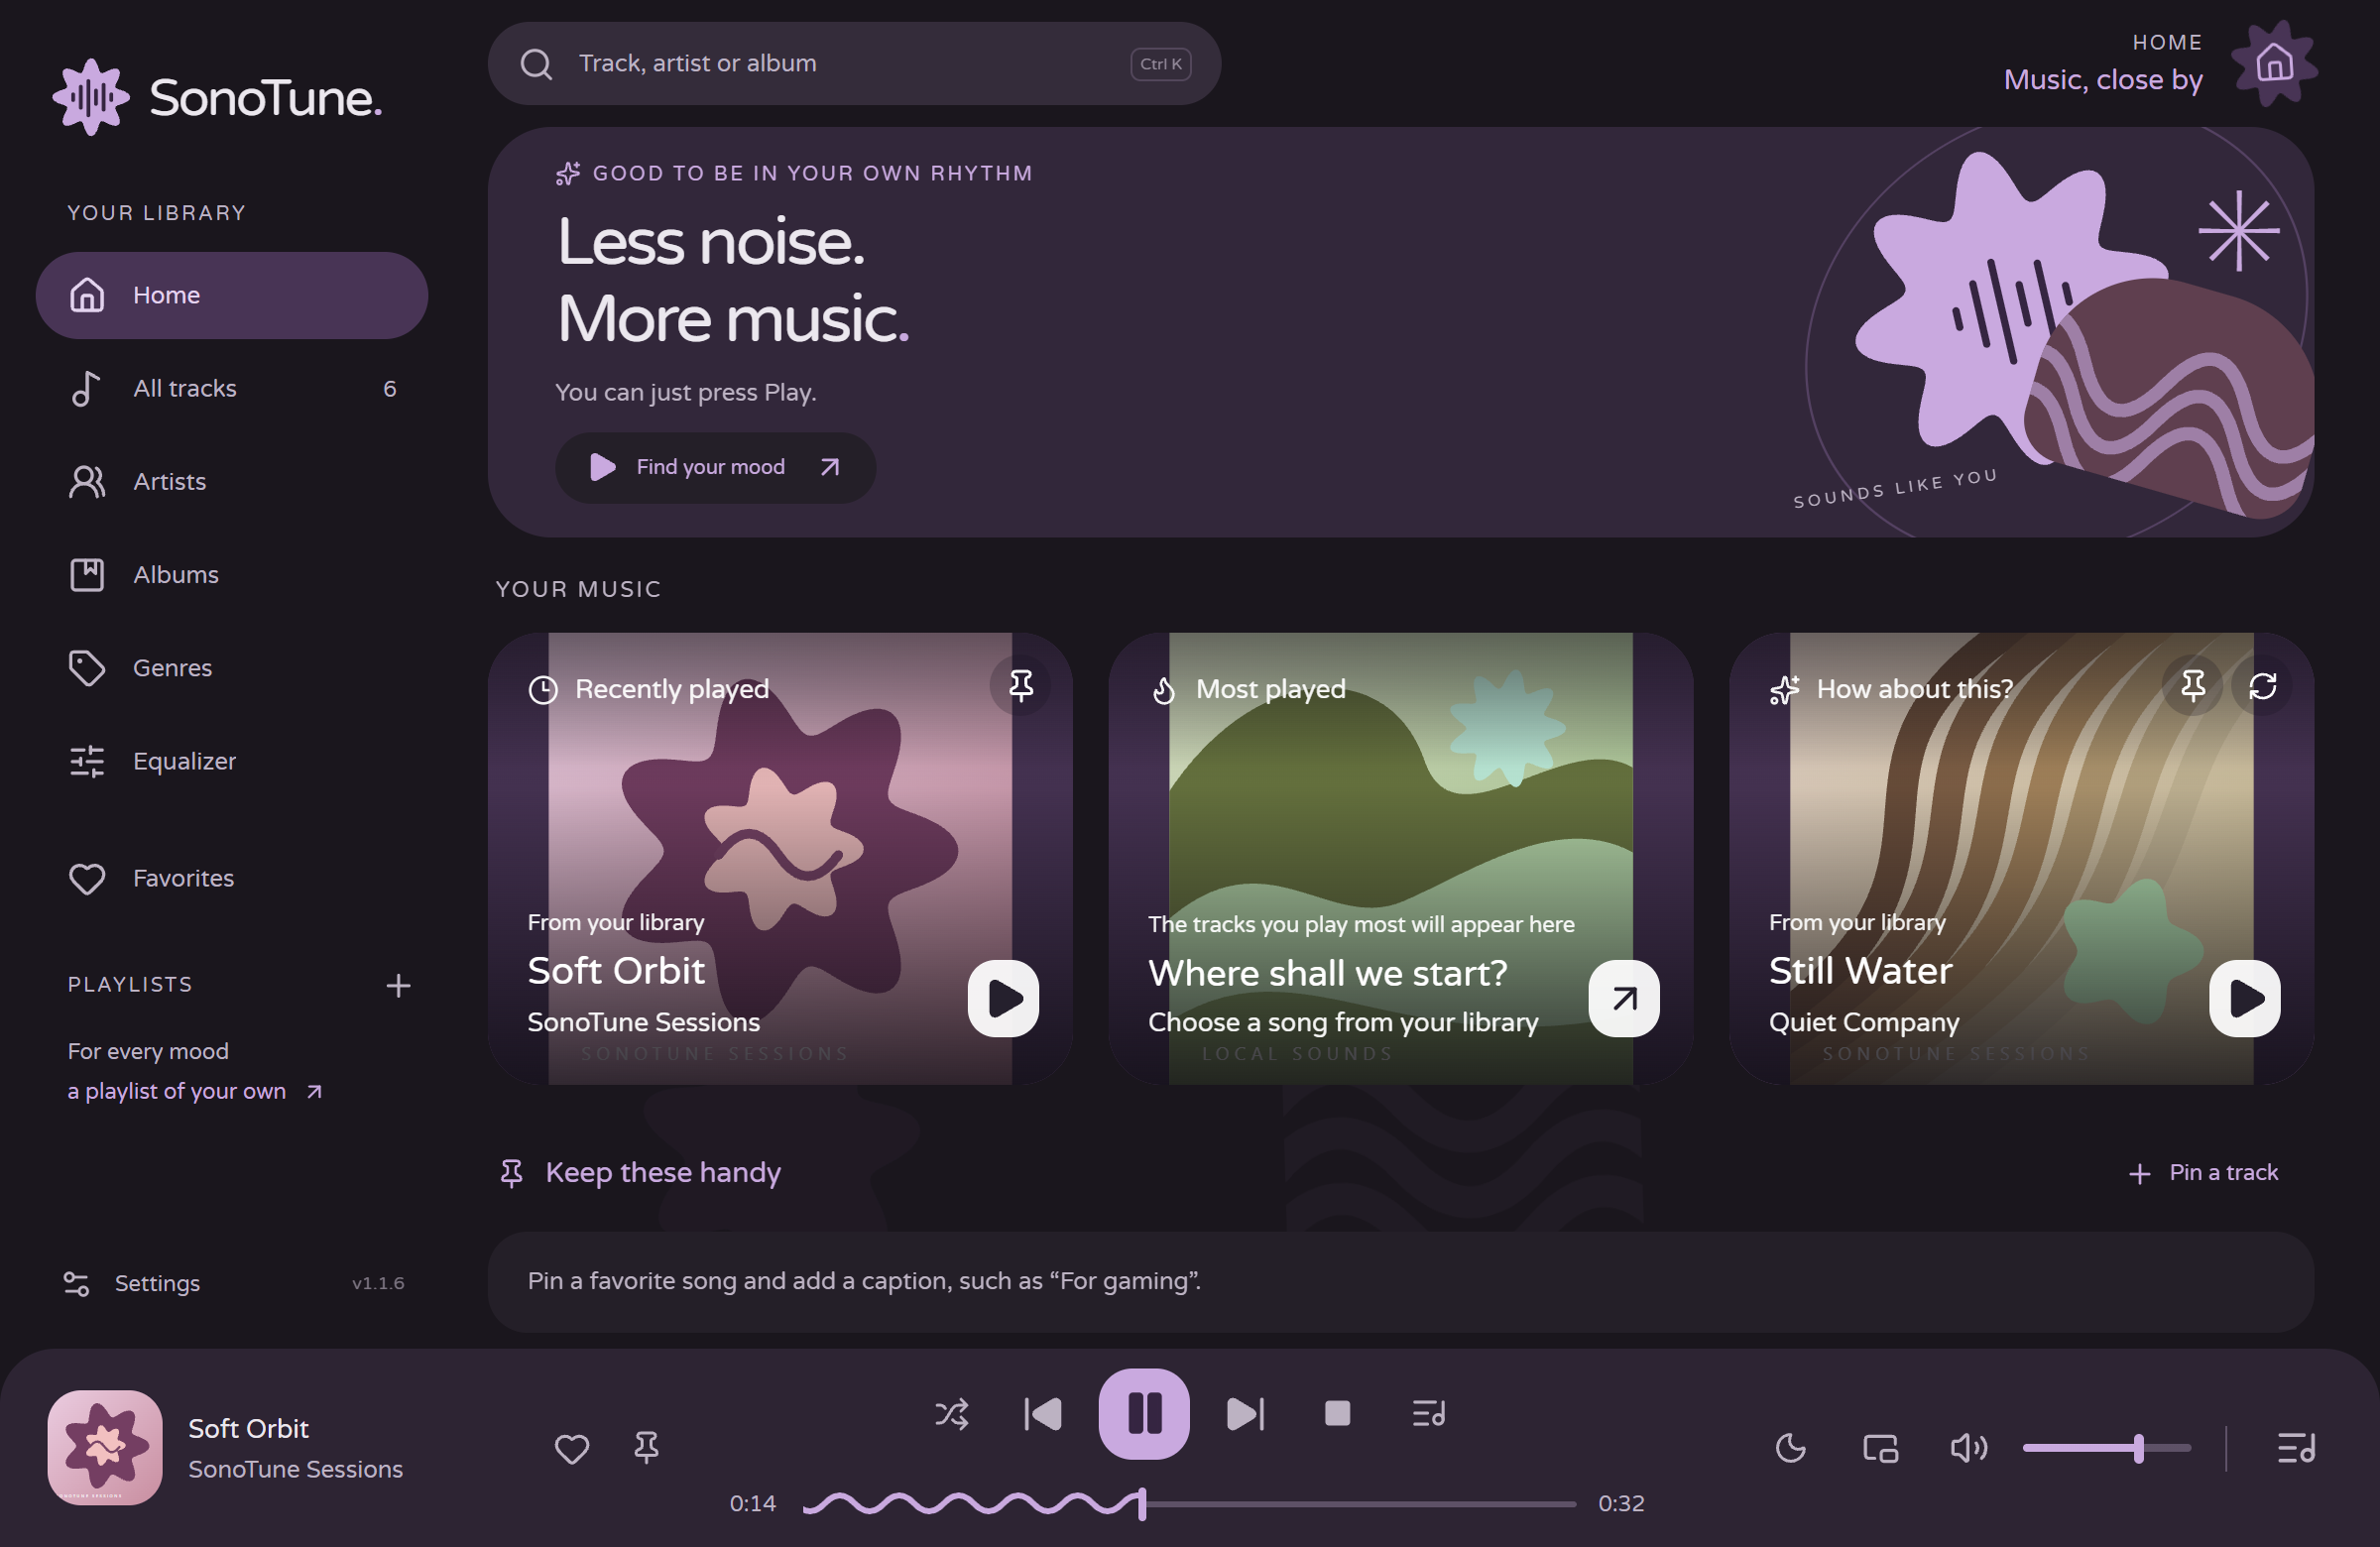 SonoTune.
Track, artist or album
Ctrl K
HOME
Music, close by
YOUR LIBRARY
Home
All tracks
6
Artists
Albums
Genres
Equalizer
Favorites
PLAYLISTS
For every mood
a playlist of your own
Settings
v1.1.6
GOOD TO BE IN YOUR OWN RHYTHM
Less noise.
More music.
You can just press Play.
Find your mood
SOUNDS LIKE YOU
YOUR MUSIC
Recently played
From your library
Soft Orbit
SonoTune Sessions
SONOTUNE SESSIONS
Most played
The tracks you play most will appear here
Where shall we start?
Choose a song from your library
LOCAL SOUNDS
How about this?
From your library
Still Water
Quiet Company
SONOTUNE SESSIONS
Keep these handy
Pin a track
Pin a favorite song and add a caption, such as “For gaming”.
Soft Orbit
SonoTune Sessions
0:14
0:32